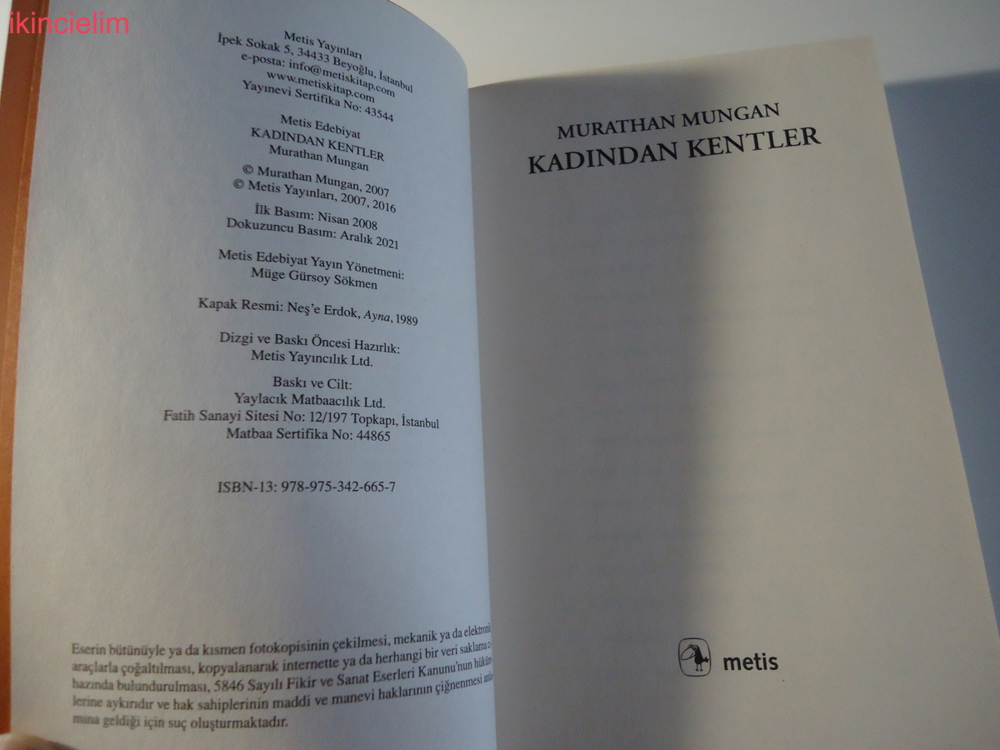 ikincielim
Metis Yayınları
İpek Sokak 5, 34433 Beyoğlu, İstanbul
e-posta: info@metiskitap.com
www.metiskitap.com
Yayınevi Sertifika No: 43544
Metis Edebiyat
KADINDAN KENTLER
Murathan Mungan
© Murathan Mungan, 2007
© Metis Yayınları, 2007, 2016
İlk Basım: Nisan 2008
Dokuzuncu Basım: Aralık 2021
Metis Edebiyat Yayın Yönetmeni:
Müge Gürsoy Sökmen
Kapak Resmi: Neş'e Erdok, Ayna, 1989
Dizgi ve Baskı Öncesi Hazırlık:
Metis Yayıncılık Ltd.
Baskı ve Cilt:
Yaylacık Matbaacılık Ltd.
Fatih Sanayi Sitesi No: 12/197 Topkapı, İstanbul
Matbaa Sertifika No: 44865
ISBN-13: 978-975-342-665-7
Eserin bütünüyle ya da kısmen fotokopisinin çekilmesi, mekanik ya da elektroni
araçlarla çoğaltılması, kopyalanarak internette ya da herhangi bir veri saklama
hazında bulundurulması, 5846 Sayılı Fikir ve Sanat Eserleri Kanunu'nun hüküm
lerine aykırıdır ve hak sahiplerinin maddi ve manevi haklarının çiğnenmesi
mına geldiği için suç oluşturmaktadır.
MURATHAN MUNGAN
KADINDAN KENTLER
metis